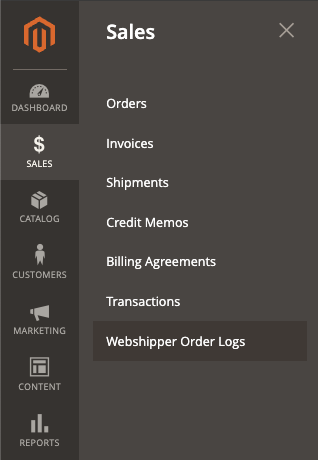 Sales
DASHBOARD
SALES
CATALOG
CUSTOMERS
MARKETING
CONTENT
REPORTS
Orders
Invoices
Shipments
Credit Memos
Billing Agreements
Transactions
Webshipper Order Logs